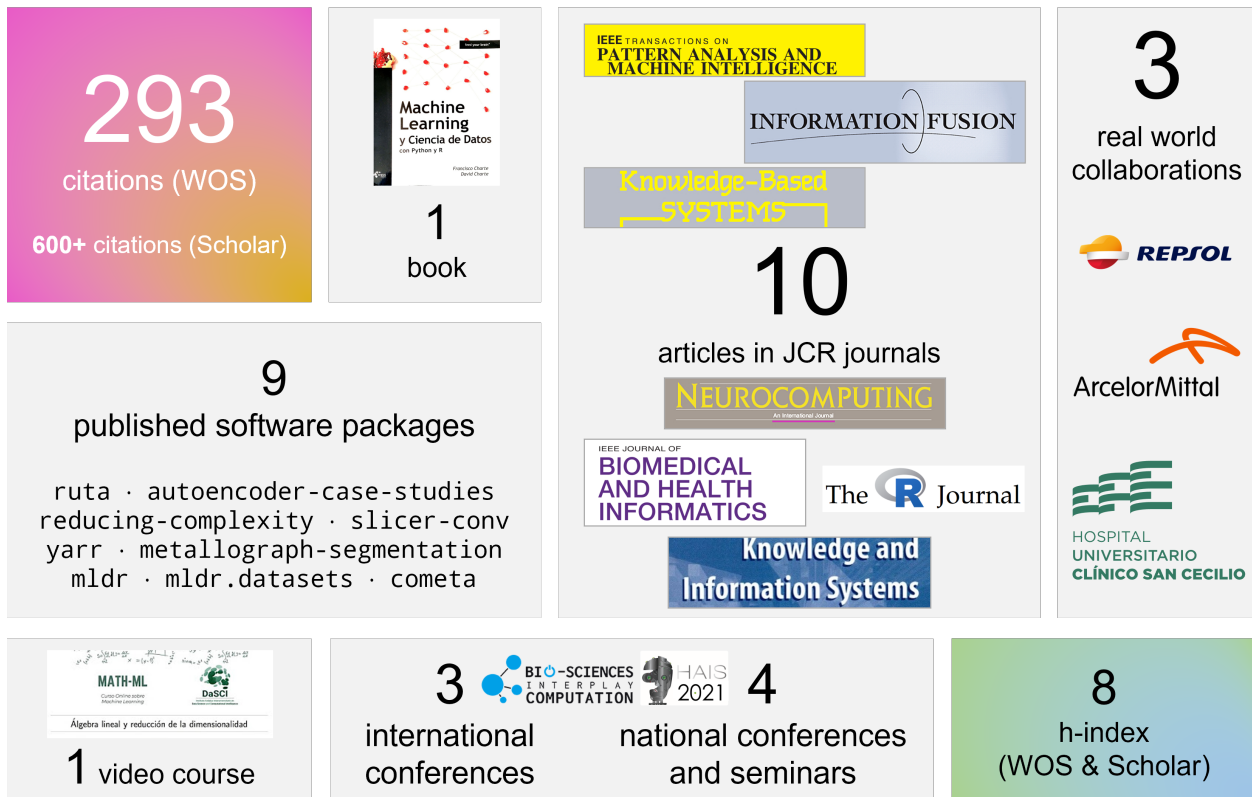 293
citations (WOS)
600+ citations (Scholar)
Machine
Learning
y Ciencia de Datos
con Python y R
Francisco Charte
David Charte
1
book
IEEE TRANSACTIONS ON
PATTERN ANALYSIS AND
MACHINE INTELLIGENCE
INFORMATION FUSION
Knowledge-Based
SYSTEMS
10
articles in JCR journals
NEUROCOMPUTING
An International Journal
IEEE JOURNAL OF
BIOMEDICAL
AND HEALTH
INFORMATICS
The R Journal
Knowledge and
Information Systems
3
real world
collaborations
REPSOL
ArcelorMittal
HOSPITAL
UNIVERSITARIO
CLÍNICO SAN CECILIO
9
published software packages
ruta · autoencoder-case-studies
reducing-complexity · slicer-conv
yarr · metallograph-segmentation
mldr · mldr.datasets · cometa
MATH-ML
Curso Online sobre
Machine Learning
DaSCI
Álgebra lineal y reducción de la dimensionalidad
1 video course
3
BIO-SCIENCES
INTERPLAY
COMPUTATION
international
conferences
HAIS
2021
4
national conferences
and seminars
8
h-index
(WOS & Scholar)